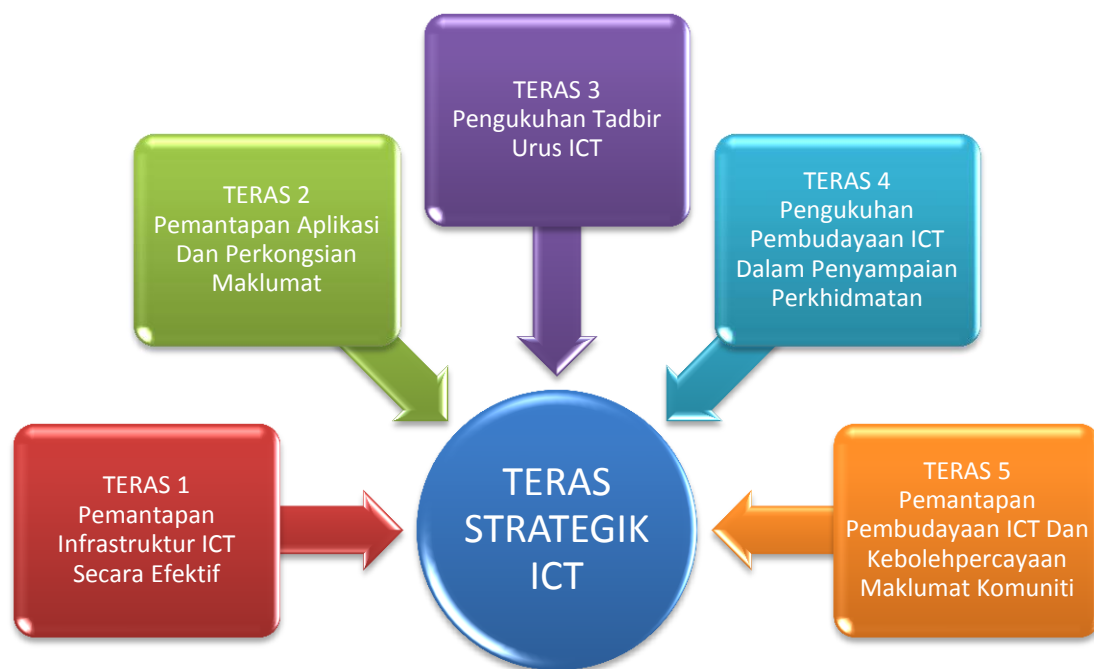 TERAS 3
Pengukuhan Tadbir
Urus ICT
TERAS 2
Pemantapan Aplikasi
Dan Perkongsian
Maklumat
TERAS 4
Pengukuhan
Pembudayaan ICT
Dalam Penyampaian
Perkhidmatan
TERAS 1
Pemantapan
Infrastruktur ICT
Secara Efektif
TERAS
STRATEGIK
ICT
TERAS 5
Pemantapan
Pembudayaan ICT Dan
Kebolehpercayaan
Maklumat Komuniti